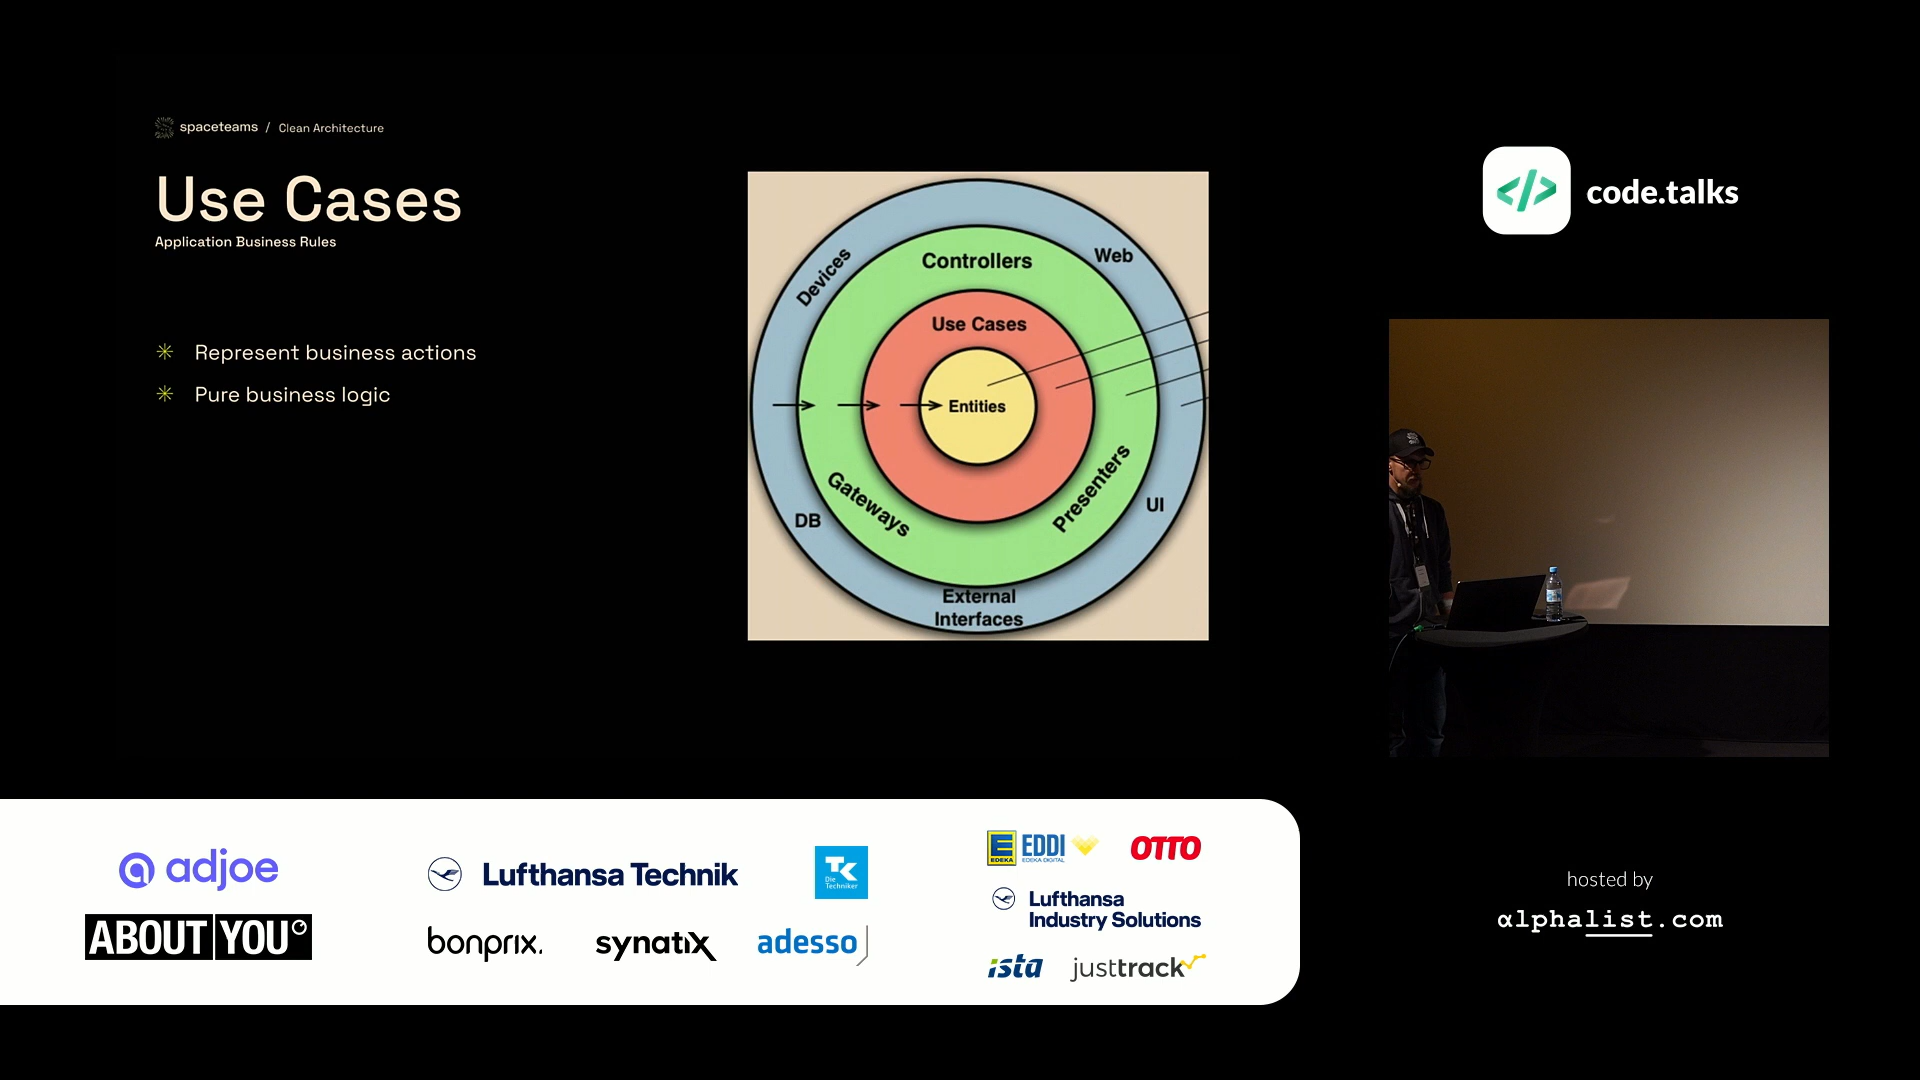 spaceteams / Clean Architecture
Use Cases
Application Business Rules
Represent business actions
Pure business logic
Devices
Controllers
Web
Use Cases
Entities
Gateways
Presenters
DB
UI
External
Interfaces
</> code.talks
adjoe
ABOUT YOU
Lufthansa Technik
TK
Die
Techniker
bonprix.
synatix
adesso
EDEKA
EDDI
EDEKA DIGITAL
OTTO
Lufthansa
Industry Solutions
ista
justtrack
hosted by
αlphalist.com